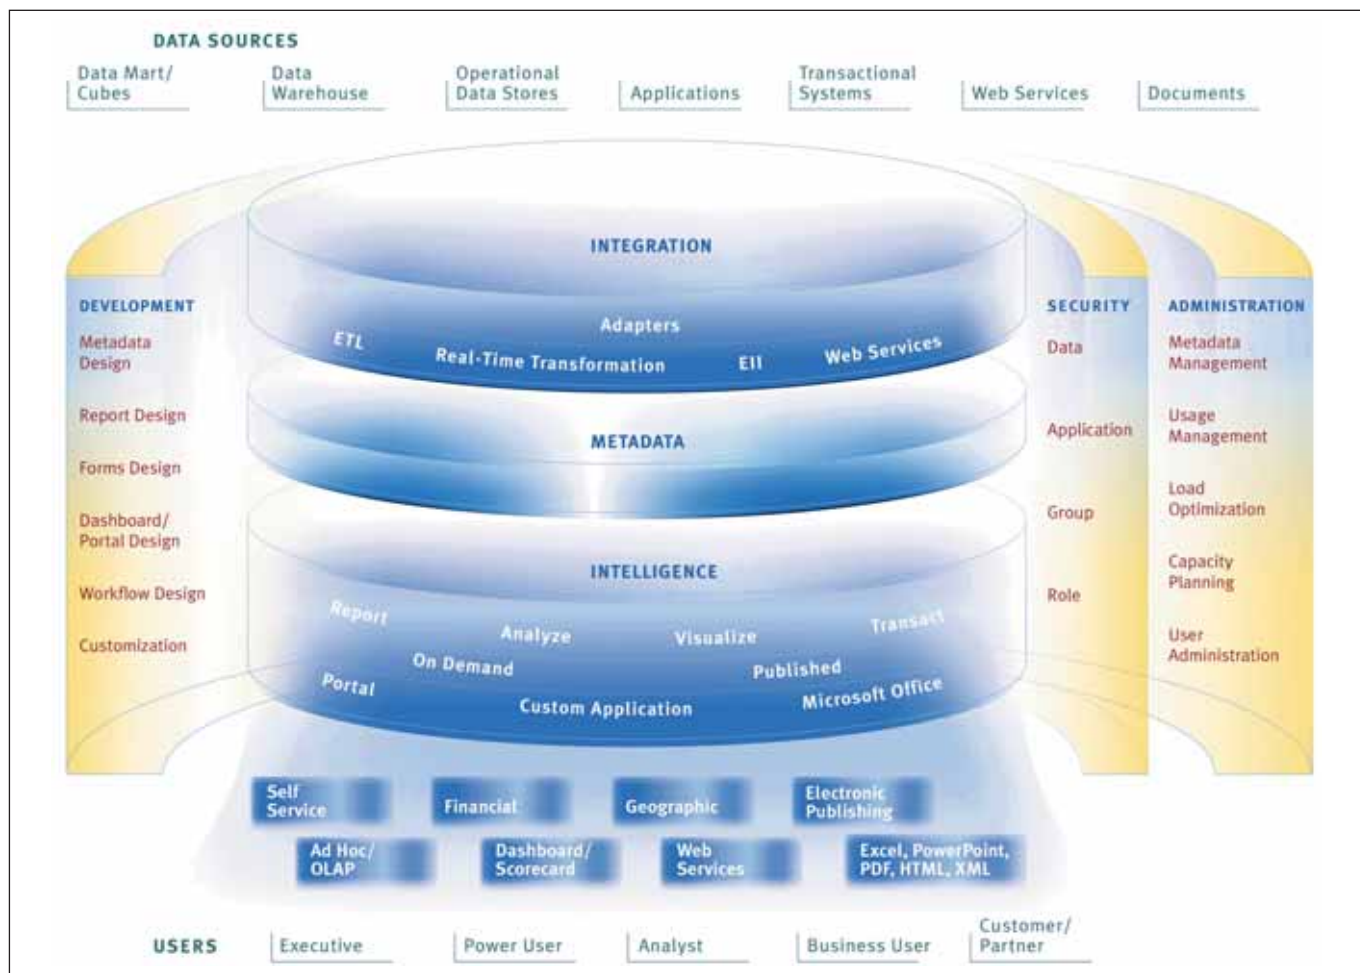 DATA SOURCES
Data Mart/
Cubes
Data
Warehouse
Operational
Data Stores
Applications
Transactional
Systems
Web Services
Documents
INTEGRATION
Adapters
ETL
Real-Time Transformation
EII
Web Services
METADATA
INTELLIGENCE
Report
Analyze
Visualize
Transact
On Demand
Published
Portal
Custom Application
Microsoft Office
DEVELOPMENT
Metadata
Design
Report Design
Forms Design
Dashboard/
Portal Design
Workflow Design
Customization
SECURITY
Data
Application
Group
Role
ADMINISTRATION
Metadata
Management
Usage
Management
Load
Optimization
Capacity
Planning
User
Administration
Self
Service
Financial
Geographic
Electronic
Publishing
Ad Hoc/
OLAP
Dashboard/
Scorecard
Web
Services
Excel, PowerPoint,
PDF, HTML, XML
USERS
Executive
Power User
Analyst
Business User
Customer/
Partner